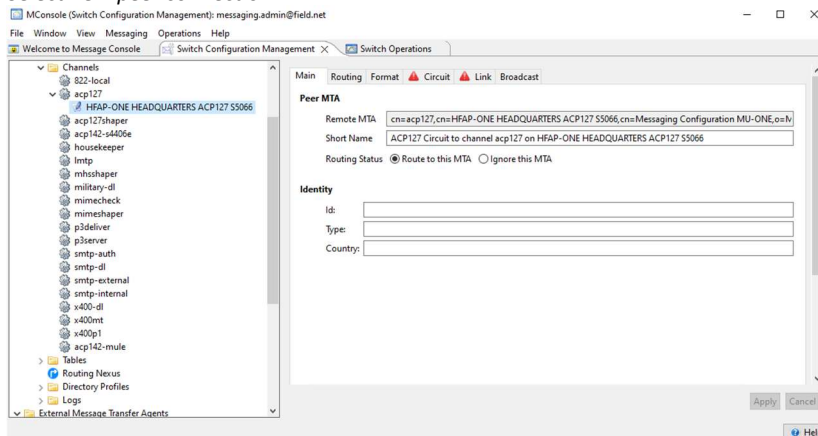 MConsole (Switch Configuration Management): messaging.admin@field.net
File Window View Messaging Operations Help
Welcome to Message Console
Switch Configuration Management
Switch Operations
Channels
822-local
acp127
HFAP-ONE HEADQUARTERS ACP127 S5066
acp127shaper
acp142-s4406e
housekeeper
lmtp
mhsshaper
military-dl
mimecheck
mimeshaper
p3deliver
p3server
smtp-auth
smtp-dl
smtp-external
smtp-internal
x400-dl
x400mt
x400p1
acp142-mule
Tables
Routing Nexus
Directory Profiles
Logs
External Message Transfer Agents
Main Routing Format Circuit Link Broadcast
Peer MTA
Remote MTA cn=acp127,cn=HFAP-ONE HEADQUARTERS ACP127 S5066,cn=Messaging Configuration MU-ONE,o=M
Short Name ACP127 Circuit to channel acp127 on HFAP-ONE HEADQUARTERS ACP127 S5066
Routing Status Route to this MTA Ignore this MTA
Identity
Id:
Type:
Country:
Apply Cancel
Hel